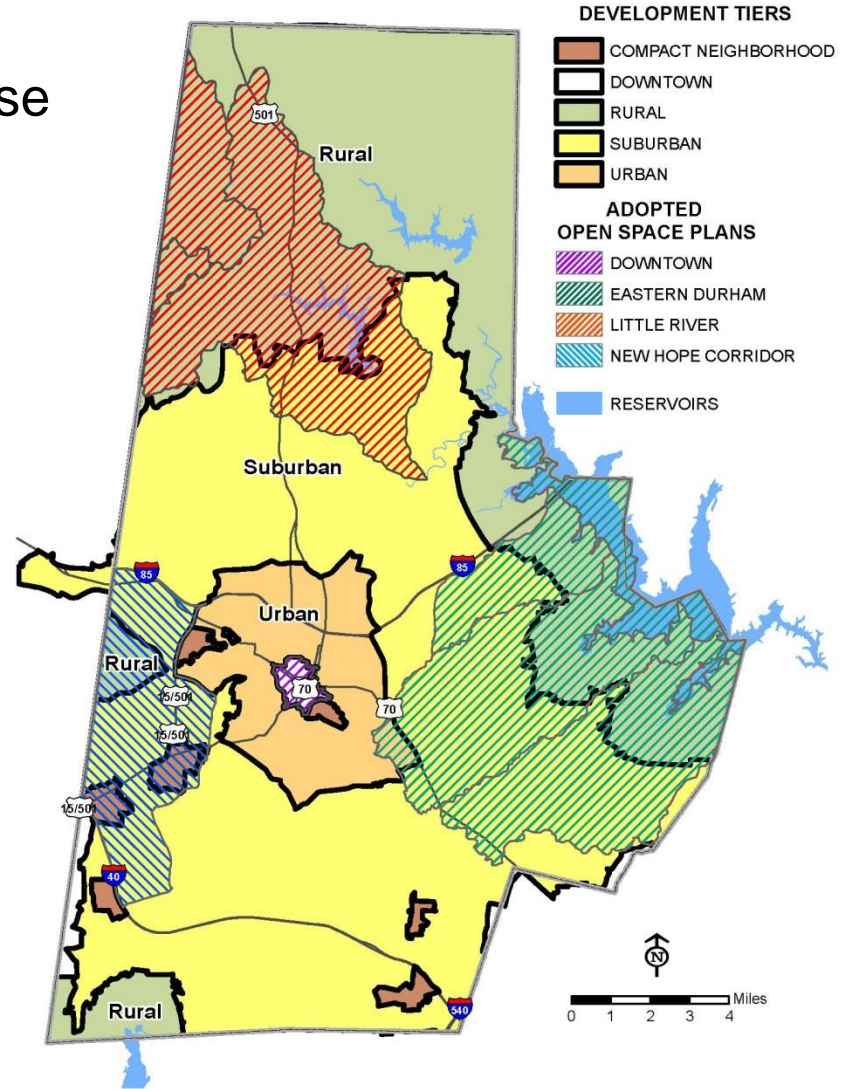 se
DEVELOPMENT TIERS
COMPACT NEIGHBORHOOD
DOWNTOWN
RURAL
SUBURBAN
URBAN
ADOPTED
OPEN SPACE PLANS
DOWNTOWN
EASTERN DURHAM
LITTLE RIVER
NEW HOPE CORRIDOR
RESERVOIRS
501
Rural
Suburban
85
85
Urban
Rural
15/501
70
70
15/501
15/501
40
Rural
540
N
Miles
0 1 2 3 4